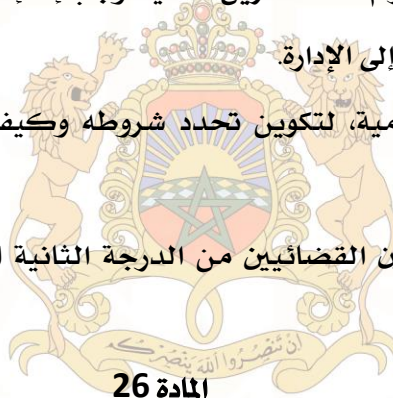 إلى الإدارة.
مية، لتكوين تحدد شروطه وكيف
ن القضائيين من الدرجة الثانية ا
إن تنصروا الله ينصركم
المادة 26